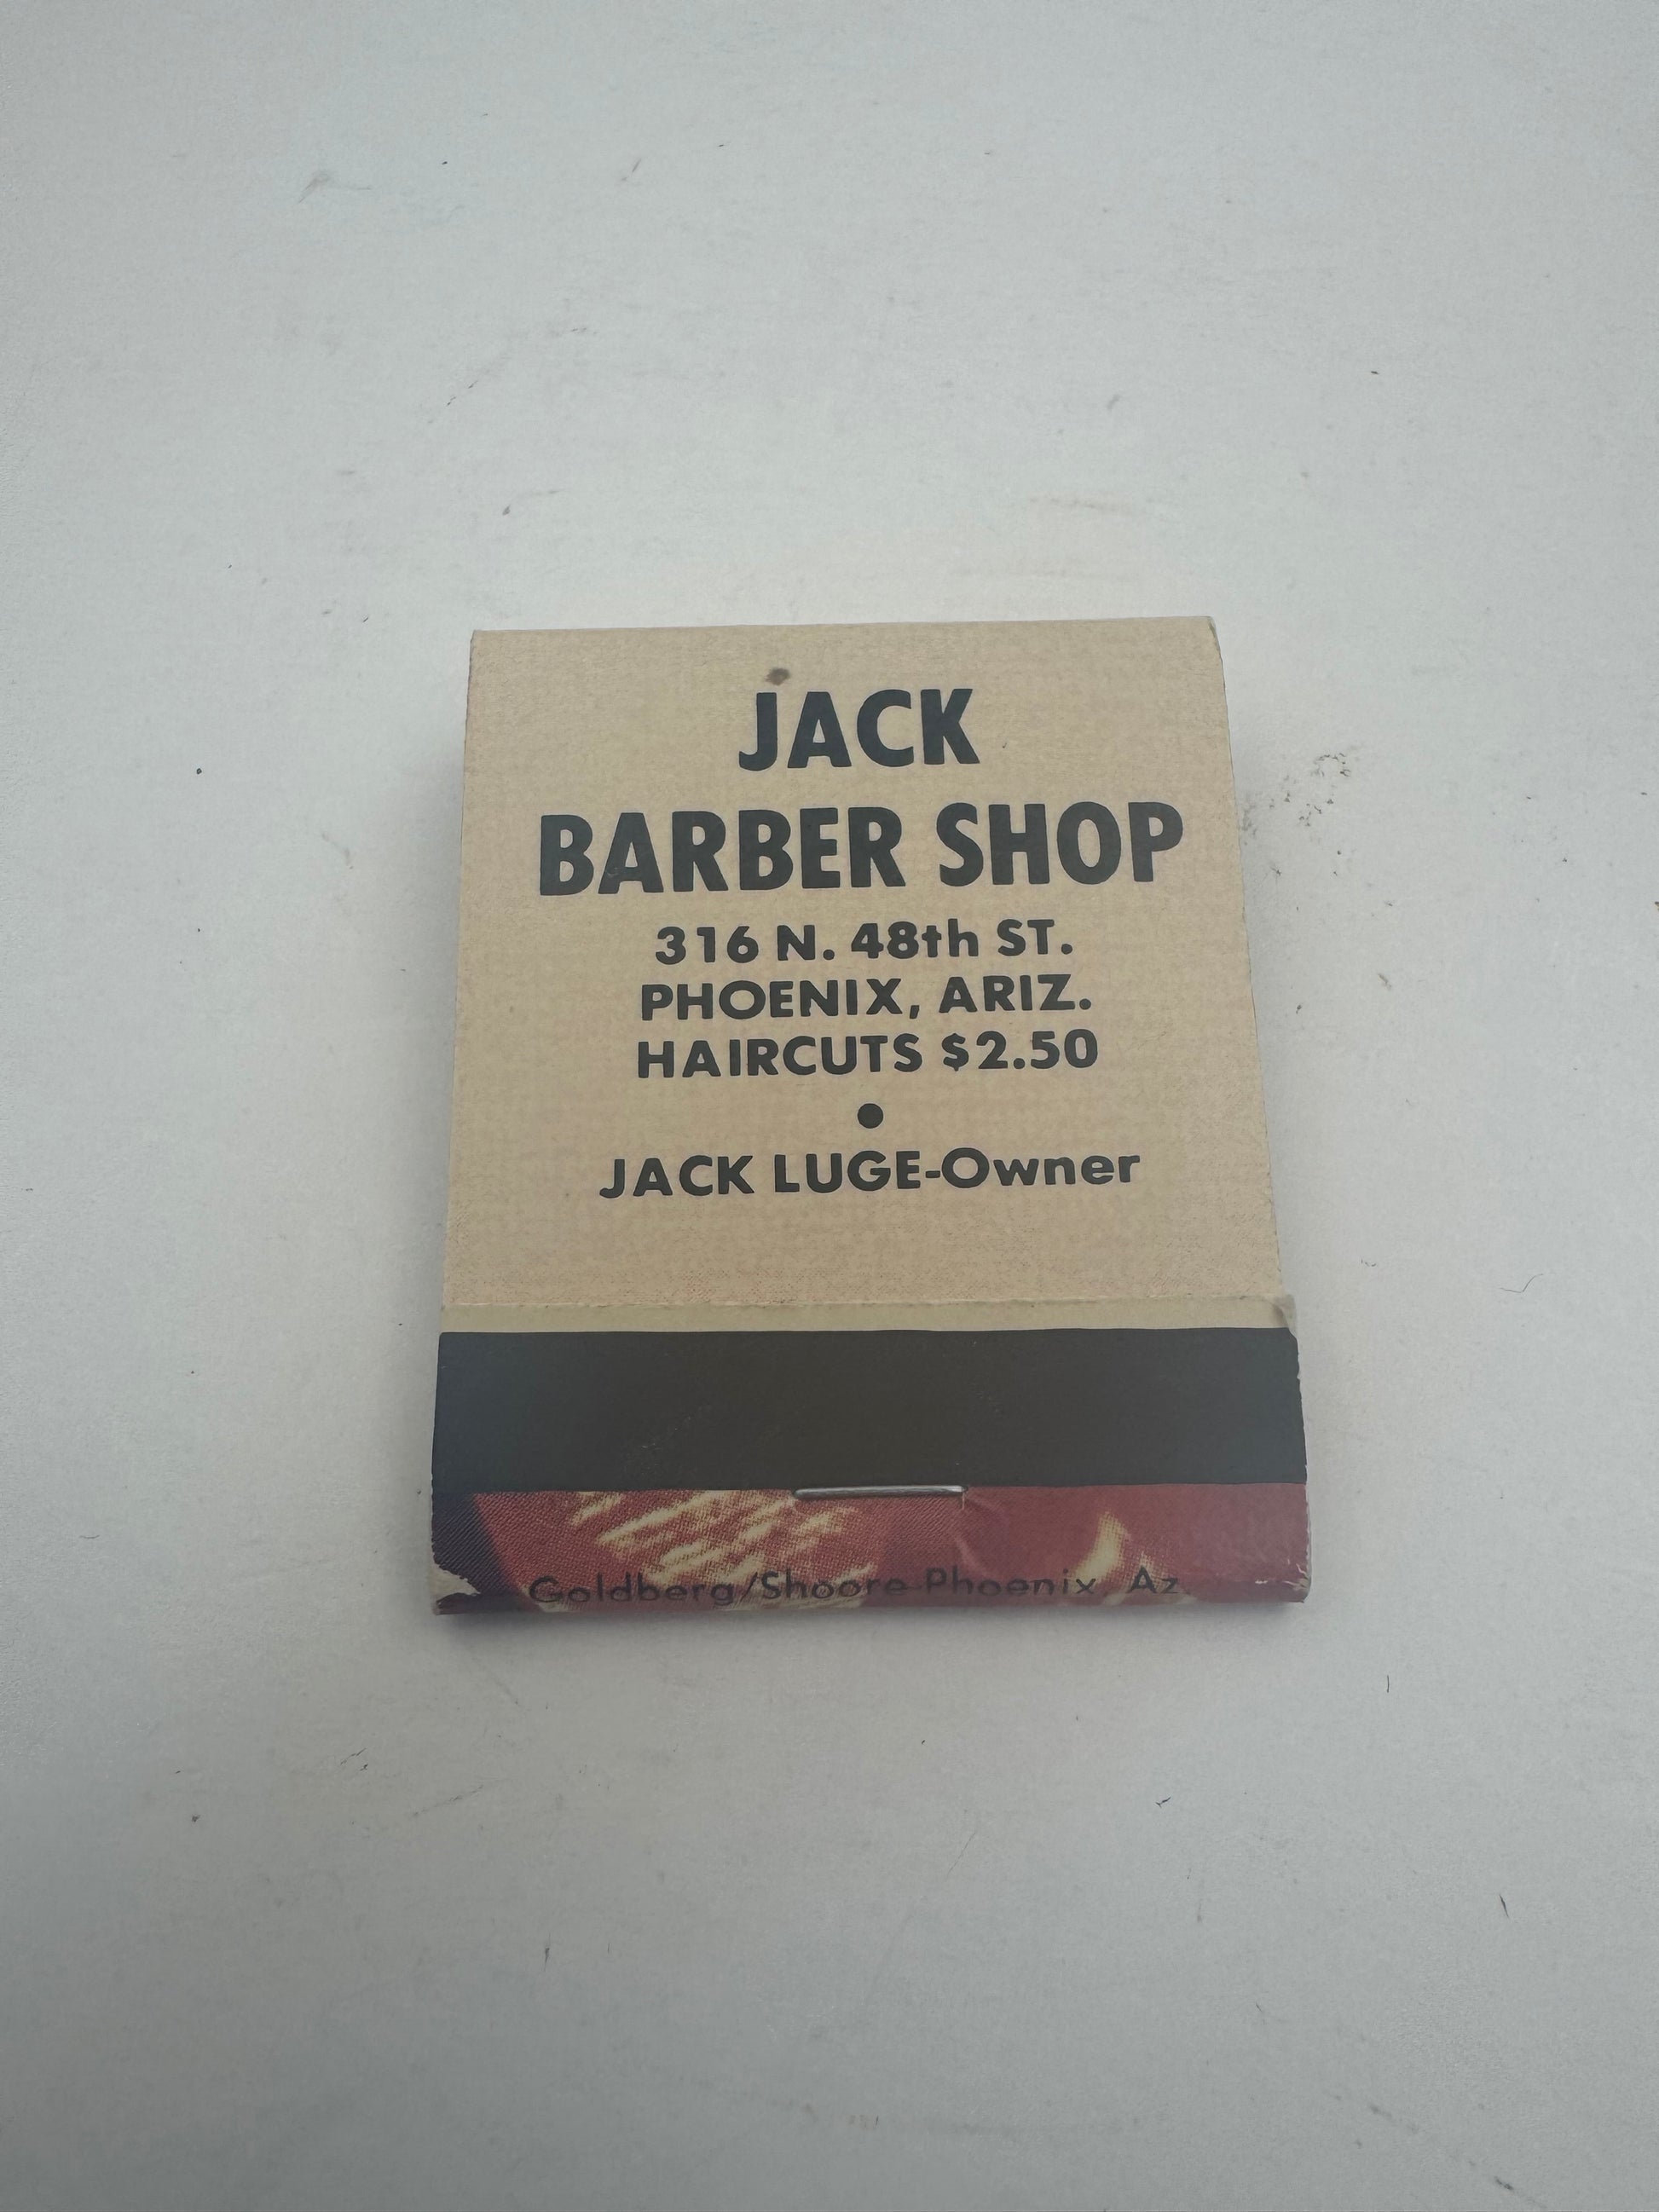 JACK
BARBER SHOP
316 N. 48th ST.
PHOENIX, ARIZ.
HAIRCUTS $2.50
●
JACK LUGE-Owner
Goldberg/Shoore Phoenix, Az.